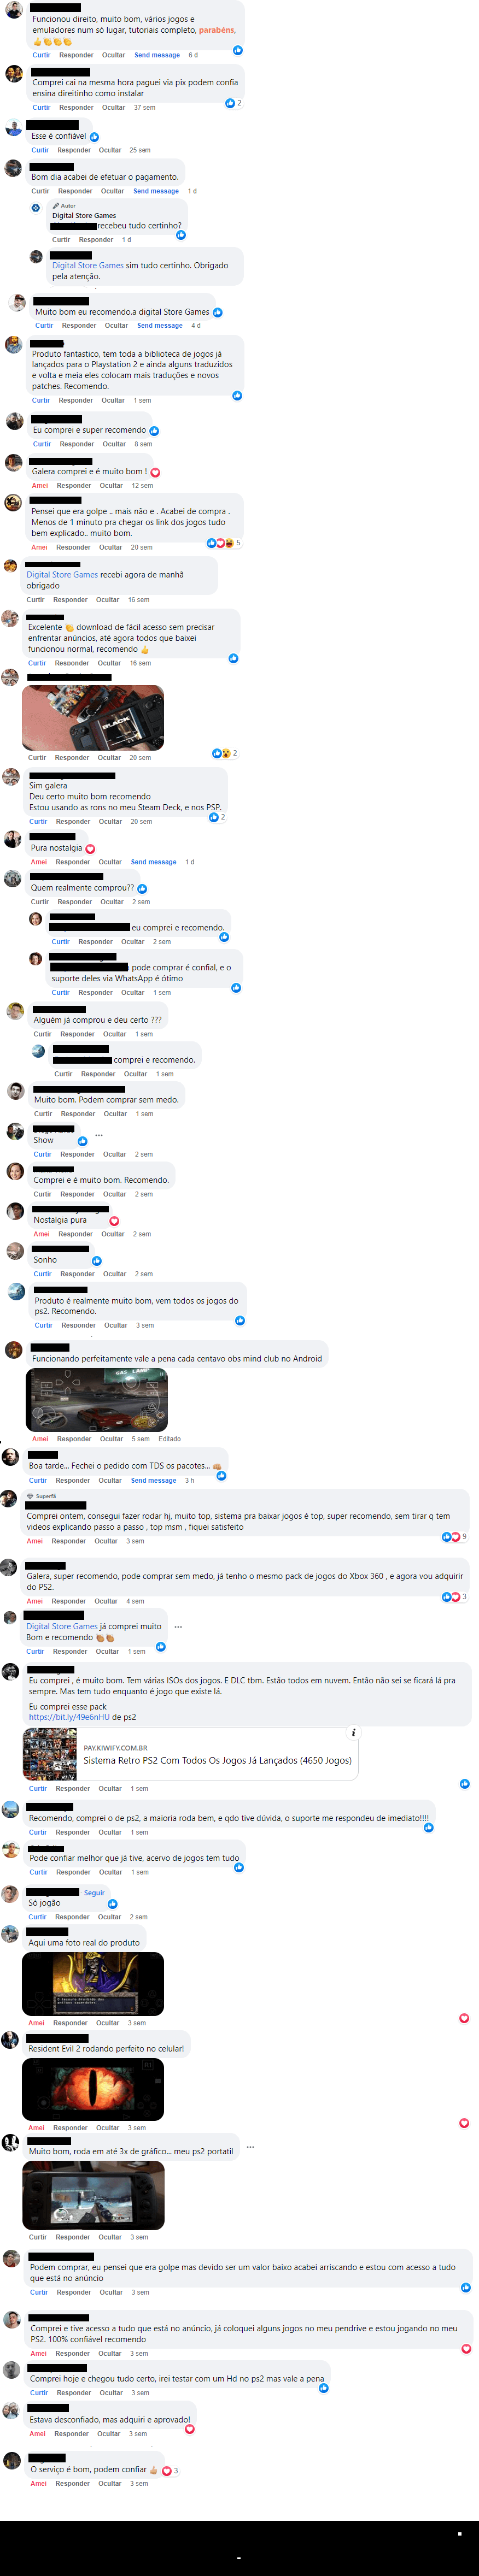 Funcionou direito, muito bom, vários jogos e
emuladores num só lugar, tutoriais completo, parabéns,
👍👏👏👏
Curtir Responder Ocultar Send message 6 d
Comprei cai na mesma hora paguei via pix podem confia
ensina direitinho como instalar
Curtir Responder Ocultar 37 sem 2
Esse é confiável
Curtir Responder Ocultar 25 sem
Bom dia acabei de efetuar o pagamento.
Curtir Responder Ocultar Send message 1 d
Autor
Digital Store Games
recebeu tudo certinho?
Curtir Responder 1 d
Digital Store Games sim tudo certinho. Obrigado
pela atenção.
Muito bom eu recomendo.a digital Store Games
Curtir Responder Ocultar Send message 4 d
Produto fantastico, tem toda a biblioteca de jogos já
lançados para o Playstation 2 e ainda alguns traduzidos
e volta e meia eles colocam mais traduções e novos
patches. Recomendo.
Curtir Responder Ocultar 1 sem
Eu comprei e super recomendo
Curtir Responder Ocultar 8 sem
Galera comprei e é muito bom !
Amei Responder Ocultar 12 sem
Pensei que era golpe .. mais não e . Acabei de compra .
Menos de 1 minuto pra chegar os link dos jogos tudo
bem explicado.. muito bom.
Amei Responder Ocultar 20 sem 5
Digital Store Games recebi agora de manhã
obrigado
Curtir Responder Ocultar 16 sem
Excelente 👏 download de fácil acesso sem precisar
enfrentar anúncios, até agora todos que baixei
funcionou normal, recomendo 👍
Curtir Responder Ocultar 16 sem
BLACK
Curtir Responder Ocultar 20 sem 2
Sim galera
Deu certo muito bom recomendo
Estou usando as rons no meu Steam Deck, e nos PSP.
Curtir Responder Ocultar 20 sem 2
Pura nostalgia
Amei Responder Ocultar Send message 1 d
Quem realmente comprou??
Curtir Responder Ocultar 2 sem
eu comprei e recomendo.
Curtir Responder Ocultar 2 sem
pode comprar é confial, e o
suporte deles via WhatsApp é ótimo
Curtir Responder Ocultar 1 sem
Alguém já comprou e deu certo ???
Curtir Responder Ocultar 1 sem
comprei e recomendo.
Curtir Responder Ocultar 1 sem
Muito bom. Podem comprar sem medo.
Curtir Responder Ocultar 1 sem
Show
Curtir Responder Ocultar 2 sem
Comprei e é muito bom. Recomendo.
Curtir Responder Ocultar 2 sem
Nostalgia pura
Amei Responder Ocultar 2 sem
Sonho
Curtir Responder Ocultar 2 sem
Produto é realmente muito bom, vem todos os jogos do
ps2. Recomendo.
Curtir Responder Ocultar 3 sem
Funcionando perfeitamente vale a pena cada centavo obs mind club no Android
GAS
Amei Responder Ocultar 5 sem Editado
Boa tarde... Fechei o pedido com TDS os pacotes... 👊
Curtir Responder Ocultar Send message 3 h
Superfã
Comprei ontem, consegui fazer rodar hj, muito top, sistema pra baixar jogos é top, super recomendo, sem tirar q tem
videos explicando passo a passo , top msm , fiquei satisfeito
Amei Responder Ocultar 3 sem 9
Galera, super recomendo, pode comprar sem medo, já tenho o mesmo pack de jogos do Xbox 360 , e agora vou adquirir
do PS2.
Amei Responder Ocultar 4 sem 3
Digital Store Games já comprei muito
Bom e recomendo 👏👏
Curtir Responder Ocultar 1 sem
Eu comprei , é muito bom. Tem várias ISOs dos jogos. E DLC tbm. Estão todos em nuvem. Então não sei se ficará lá pra
sempre. Mas tem tudo enquanto é jogo que existe lá.
Eu comprei esse pack
https://bit.ly/49e6nHU de ps2
PAY.KIWIFY.COM.BR
Sistema Retro PS2 Com Todos Os Jogos Já Lançados (4650 Jogos)
Curtir Responder Ocultar 1 sem
Recomendo, comprei o de ps2, a maioria roda bem, e qdo tive dúvida, o suporte me respondeu de imediato!!!!
Curtir Responder Ocultar 1 sem
Pode confiar melhor que já tive, acervo de jogos tem tudo
Curtir Responder Ocultar 1 sem
Seguir
Só jogão
Curtir Responder Ocultar 2 sem
Aqui uma foto real do produto
Amei Responder Ocultar 3 sem
Resident Evil 2 rodando perfeito no celular!
Amei Responder Ocultar 3 sem
Muito bom, roda em até 3x de gráfico... meu ps2 portatil
Curtir Responder Ocultar 3 sem
Podem comprar, eu pensei que era golpe mas devido ser um valor baixo acabei arriscando e estou com acesso a tudo
que está no anúncio
Curtir Responder Ocultar 3 sem
Comprei e tive acesso a tudo que está no anúncio, já coloquei alguns jogos no meu pendrive e estou jogando no meu
PS2. 100% confiável recomendo
Amei Responder Ocultar 3 sem
Comprei hoje e chegou tudo certo, irei testar com um Hd no ps2 mas vale a pena
Curtir Responder Ocultar 3 sem
Estava desconfiado, mas adquiri e aprovado!
Amei Responder Ocultar 3 sem
O serviço é bom, podem confiar 👍 3
Amei Responder Ocultar 3 sem